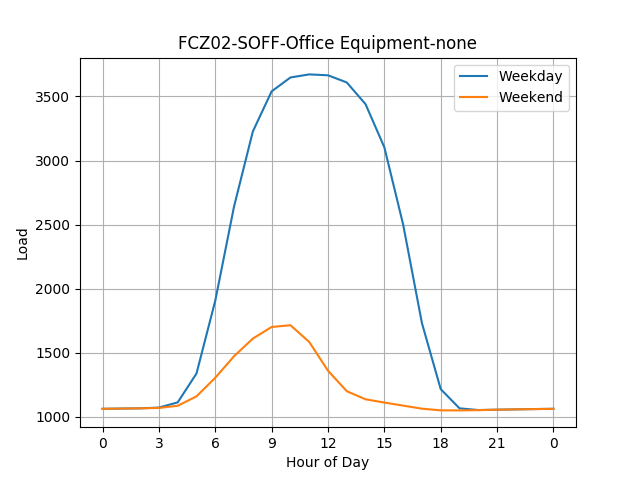 FCZ02-SOFF-Office Equipment-none
Weekday
Weekend
3500
3000
2500
2000
1500
1000
Load
0 3 6 9 12 15 18 21 0
Hour of Day